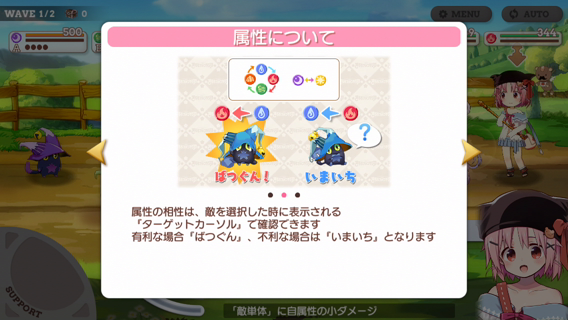 WAVE 1/2
0
MENU
AUTO
500
344
属性について
ばつぐん！
いまいち
?
属性の相性は、敵を選択した時に表示される
「ターゲットカーソル」で確認できます
有利な場合「ばつぐん」、不利な場合は「いまいち」となります
SUPPORT
「敵単体」に自属性の小ダメージ